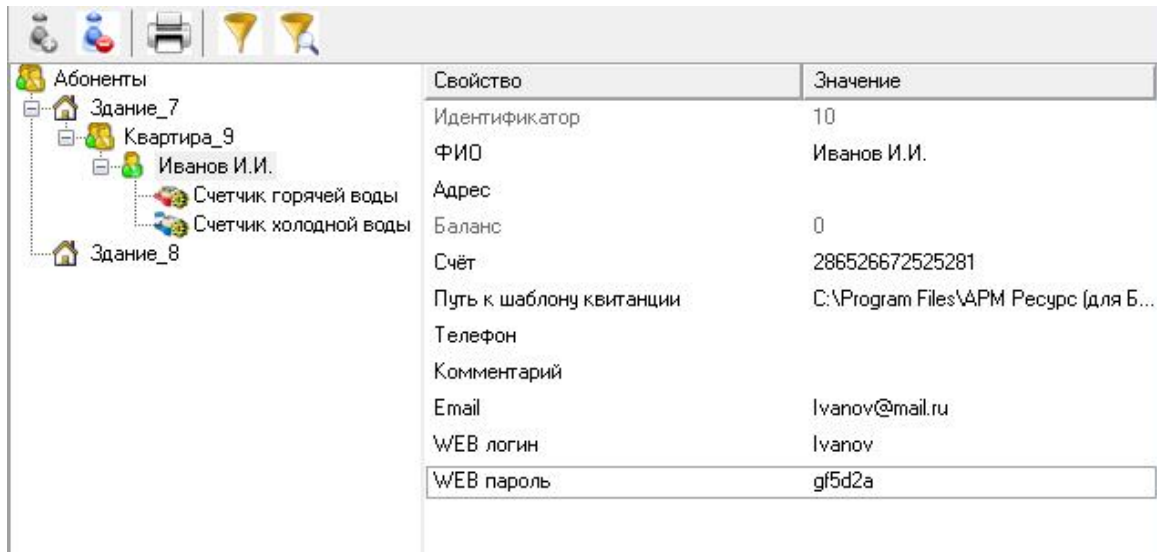 Абоненты
Здание_7
Квартира_9
Иванов И.И.
Счетчик горячей воды
Счетчик холодной воды
Здание_8
Свойство Значение
Идентификатор 10
ФИО Иванов И.И.
Адрес
Баланс 0
Счёт 286526672525281
Путь к шаблону квитанции C:\Program Files\АРМ Ресурс (для Б...
Телефон
Комментарий
Email Ivanov@mail.ru
WEB логин Ivanov
WEB пароль gf5d2a